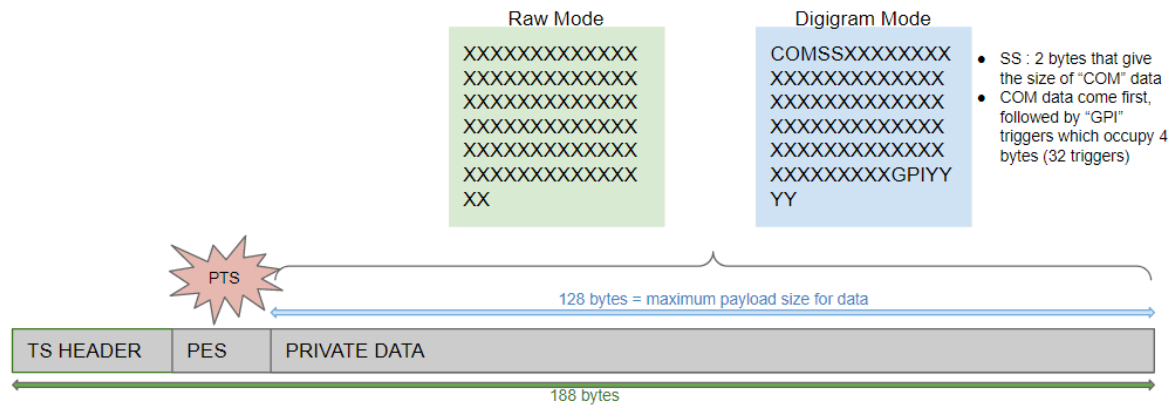 Raw Mode
XXXXXXXXXXXXX
XXXXXXXXXXXXX
XXXXXXXXXXXXX
XXXXXXXXXXXXX
XXXXXXXXXXXXX
XXXXXXXXXXXXX
XX
Digigram Mode
COMSSXXXXXXXX
XXXXXXXXXXXXX
XXXXXXXXXXXXX
XXXXXXXXXXXXX
XXXXXXXXXXXXX
XXXXXXXXXGPIYY
YY
● SS : 2 bytes that give
the size of “COM” data
● COM data come first,
followed by “GPI”
triggers which occupy 4
bytes (32 triggers)
PTS
128 bytes = maximum payload size for data
TS HEADER
PES
PRIVATE DATA
188 bytes